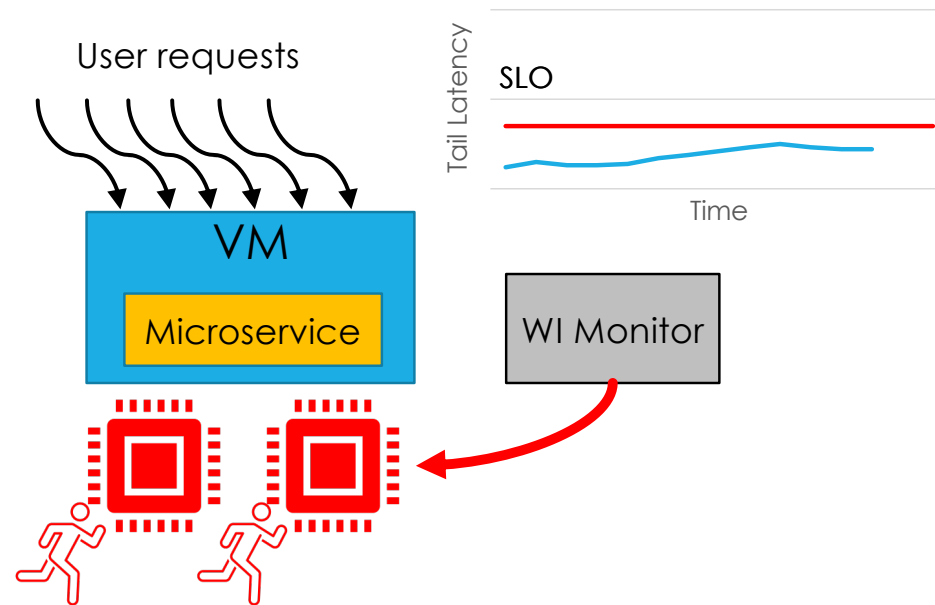 User requests
Tail Latency
SLO
Time
VM
Microservice
WI Monitor